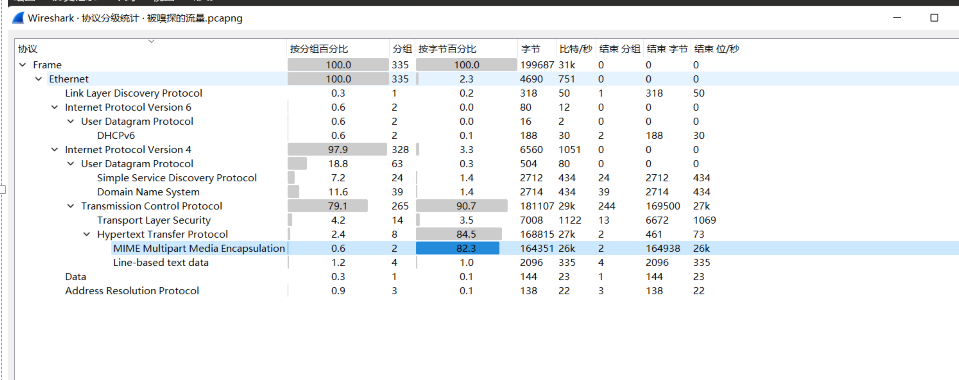 Wireshark · 协议分级统计 · 被嗅探的流量.pcapng
协议 按分组百分比 分组 按字节百分比 字节 比特/秒 结束 分组 结束 字节 结束 位/秒
Frame 100.0 335 100.0 199687 31k 0 0 0
Ethernet 100.0 335 2.3 4690 751 0 0 0
Link Layer Discovery Protocol 0.3 1 0.2 318 50 1 318 50
Internet Protocol Version 6 0.6 2 0.0 80 12 0 0 0
User Datagram Protocol 0.6 2 0.0 16 2 0 0 0
DHCPv6 0.6 2 0.1 188 30 2 188 30
Internet Protocol Version 4 97.9 328 3.3 6560 1051 0 0 0
User Datagram Protocol 18.8 63 0.3 504 80 0 0 0
Simple Service Discovery Protocol 7.2 24 1.4 2712 434 24 2712 434
Domain Name System 11.6 39 1.4 2714 434 39 2714 434
Transmission Control Protocol 79.1 265 90.7 181107 29k 244 169500 27k
Transport Layer Security 4.2 14 3.5 7008 1122 13 6672 1069
Hypertext Transfer Protocol 2.4 8 84.5 168815 27k 2 461 73
MIME Multipart Media Encapsulation 0.6 2 82.3 164351 26k 2 164938 26k
Line-based text data 1.2 4 1.0 2096 335 4 2096 335
Data 0.3 1 0.1 144 23 1 144 23
Address Resolution Protocol 0.9 3 0.1 138 22 3 138 22